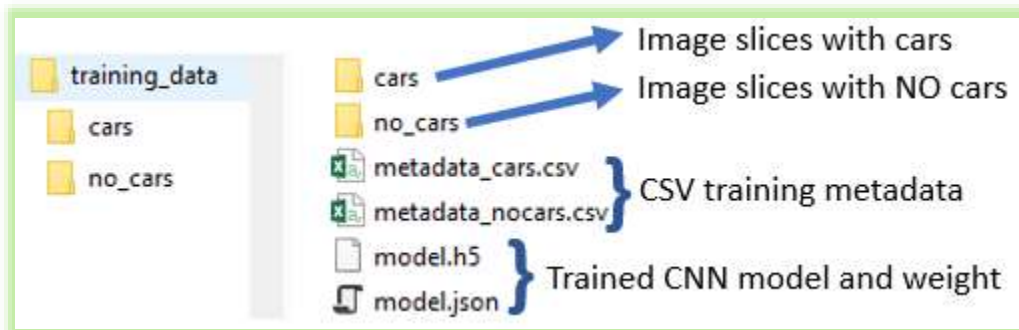 training_data
cars
no_cars
cars
Image slices with cars
no_cars
Image slices with NO cars
metadata_cars.csv
metadata_nocars.csv
CSV training metadata
model.h5
model.json
Trained CNN model and weight